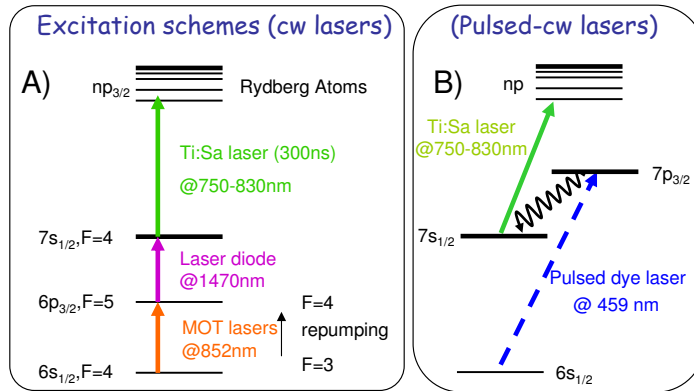 Excitation schemes (cw lasers)
A)
np3/2
Rydberg Atoms
Ti:Sa laser (300ns)
@750-830nm
7s1/2,F=4
Laser diode
@1470nm
6p3/2,F=5
MOT lasers
@852nm
F=4
repumping
F=3
6s1/2,F=4
(Pulsed-cw lasers)
B)
np
Ti:Sa laser
@750-830nm
7p3/2
7s1/2
Pulsed dye laser
@ 459 nm
6s1/2